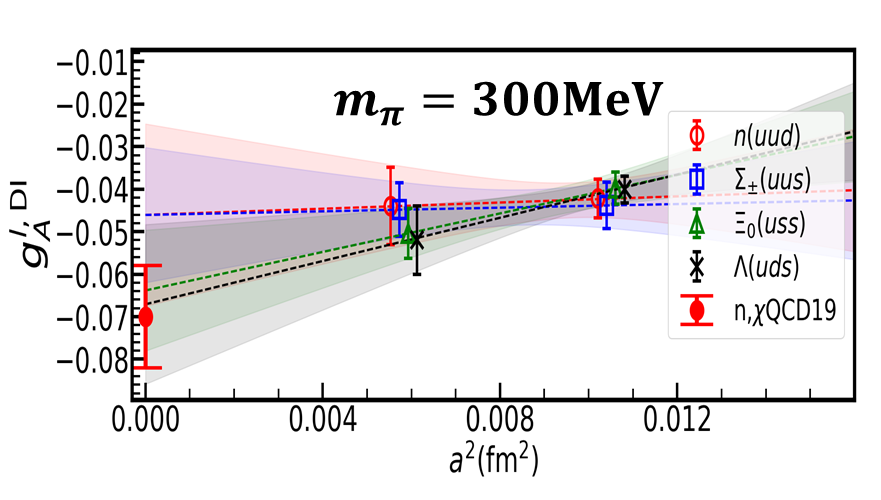 −0.01
−0.02
−0.03
−0.04
−0.05
−0.06
−0.07
−0.08
g_A^{l, DI}
m_π = 300MeV
n(uud)
Σ±(uus)
Ξ₀(uss)
Λ(uds)
n,χQCD19
0.000 0.004 0.008 0.012
a²(fm²)